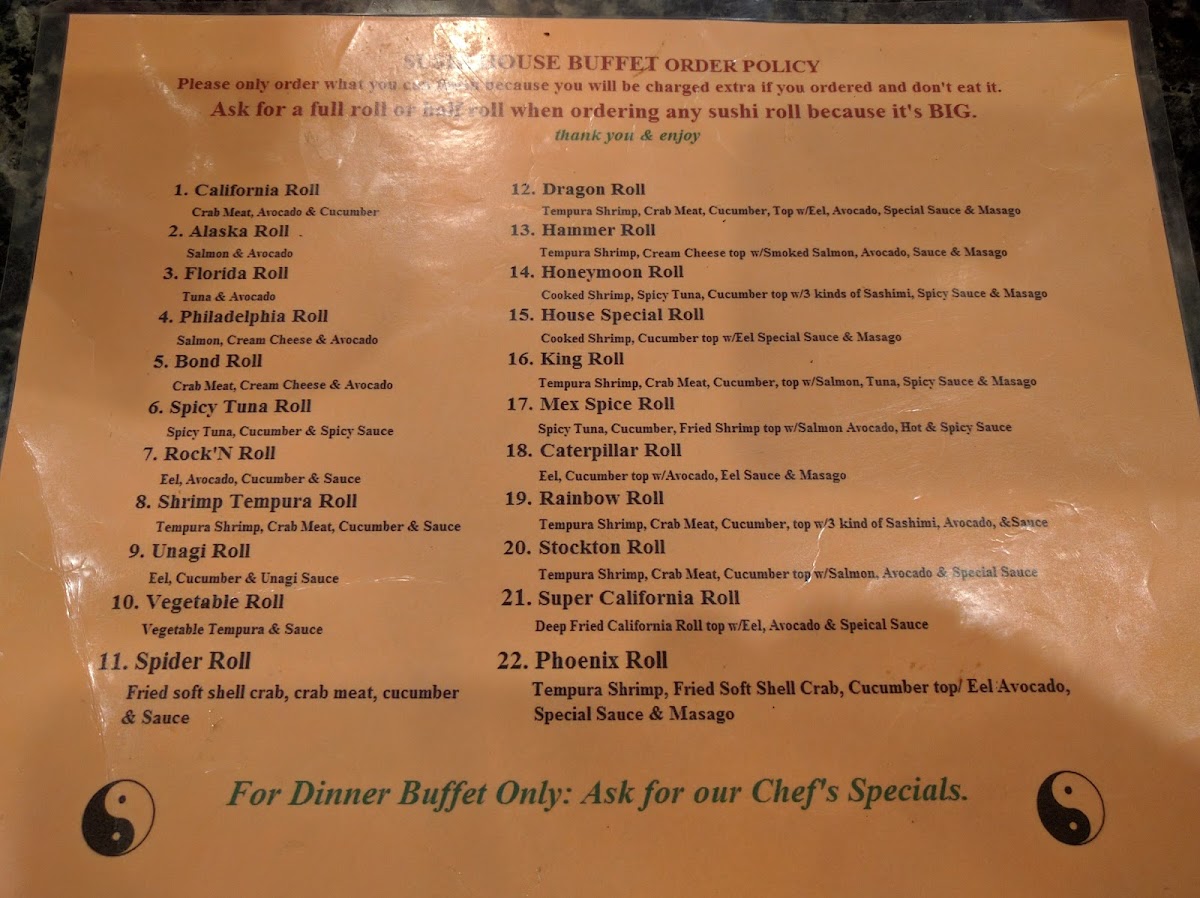 SUSHI HOUSE BUFFET ORDER POLICY
Please only order what you can because you will be charged extra if you ordered and don't eat it.
Ask for a full roll or half roll when ordering any sushi roll because it's BIG.
thank you & enjoy
1. California Roll
Crab Meat, Avocado & Cucumber
2. Alaska Roll
Salmon & Avocado
3. Florida Roll
Tuna & Avocado
4. Philadelphia Roll
Salmon, Cream Cheese & Avocado
5. Bond Roll
Crab Meat, Cream Cheese & Avocado
6. Spicy Tuna Roll
Spicy Tuna, Cucumber & Spicy Sauce
7. Rock'N Roll
Eel, Avocado, Cucumber & Sauce
8. Shrimp Tempura Roll
Tempura Shrimp, Crab Meat, Cucumber & Sauce
9. Unagi Roll
Eel, Cucumber & Unagi Sauce
10. Vegetable Roll
Vegetable Tempura & Sauce
11. Spider Roll
Fried soft shell crab, crab meat, cucumber
& Sauce
12. Dragon Roll
Tempura Shrimp, Crab Meat, Cucumber, Top w/Eel, Avocado, Special Sauce & Masago
13. Hammer Roll
Tempura Shrimp, Cream Cheese top w/Smoked Salmon, Avocado, Sauce & Masago
14. Honeymoon Roll
Cooked Shrimp, Spicy Tuna, Cucumber top w/3 kinds of Sashimi, Spicy Sauce & Masago
15. House Special Roll
Cooked Shrimp, Cucumber top w/Eel Special Sauce & Masago
16. King Roll
Tempura Shrimp, Crab Meat, Cucumber, top w/Salmon, Tuna, Spicy Sauce & Masago
17. Mex Spice Roll
Spicy Tuna, Cucumber, Fried Shrimp top w/Salmon Avocado, Hot & Spicy Sauce
18. Caterpillar Roll
Eel, Cucumber top w/Avocado, Eel Sauce & Masago
19. Rainbow Roll
Tempura Shrimp, Crab Meat, Cucumber, top w/3 kind of Sashimi, Avocado, &Sauce
20. Stockton Roll
Tempura Shrimp, Crab Meat, Cucumber top w/Salmon, Avocado & Special Sauce
21. Super California Roll
Deep Fried California Roll top w/Eel, Avocado & Speical Sauce
22. Phoenix Roll
Tempura Shrimp, Fried Soft Shell Crab, Cucumber top/ Eel Avocado,
Special Sauce & Masago
For Dinner Buffet Only: Ask for our Chef's Specials.